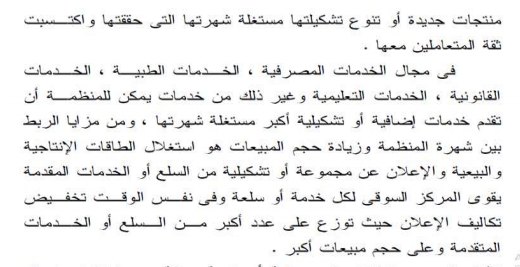 منتجات جديدة أو تنوع تشكيلتها مستغلة شهرتها التى حققتها واكتسبت
ثقة المتعاملين معها .
فى مجال الخدمات المصرفية ، الخدمات الطبية ، الخدمات
القانونية ، الخدمات التعليمية وغير ذلك من خدمات يمكن للمنظمة أن
تقدم خدمات إضافية أو تشكيلية أكبر مستغلة شهرتها ، ومن مزايا الربط
بين شهرة المنظمة وزيادة حجم المبيعات هو استغلال الطاقات الإنتاجية
والبيعية والإعلان عن مجموعة أو تشكيلية من السلع أو الخدمات المقدمة
يقوى المركز السوقى لكل خدمة أو سلعة وفى نفس الوقت تخفيض
تكاليف الإعلان حيث توزع على عدد أكبر من السلع أو الخدمات
المتقدمة وعلى حجم مبيعات أكبر .